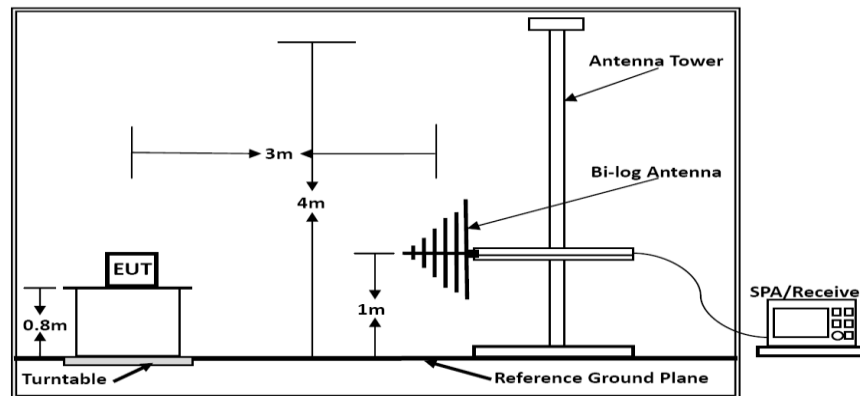 Antenna Tower
3m
Bi-log Antenna
4m
EUT
1m
0.8m
SPA/Receive
Turntable
Reference Ground Plane